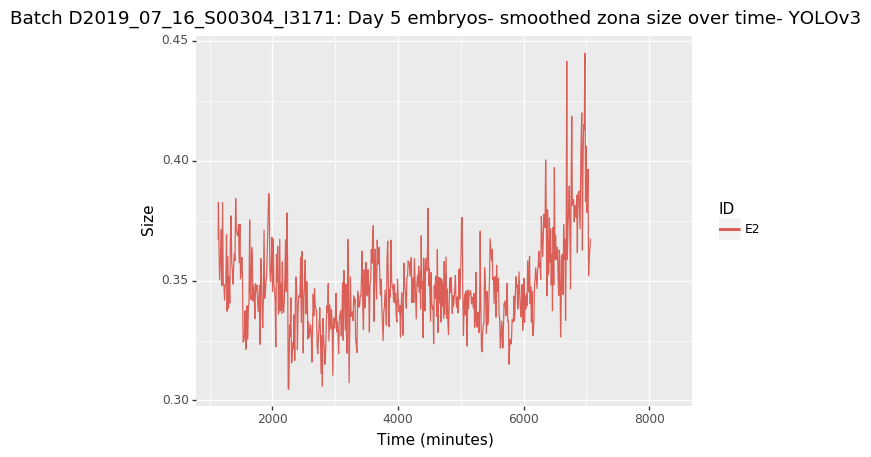 Batch D2019_07_16_S00304_I3171: Day 5 embryos- smoothed zona size over time- YOLOv3
0.45
0.40
0.35
0.30
Size
2000 4000 6000 8000
Time (minutes)
ID
E2